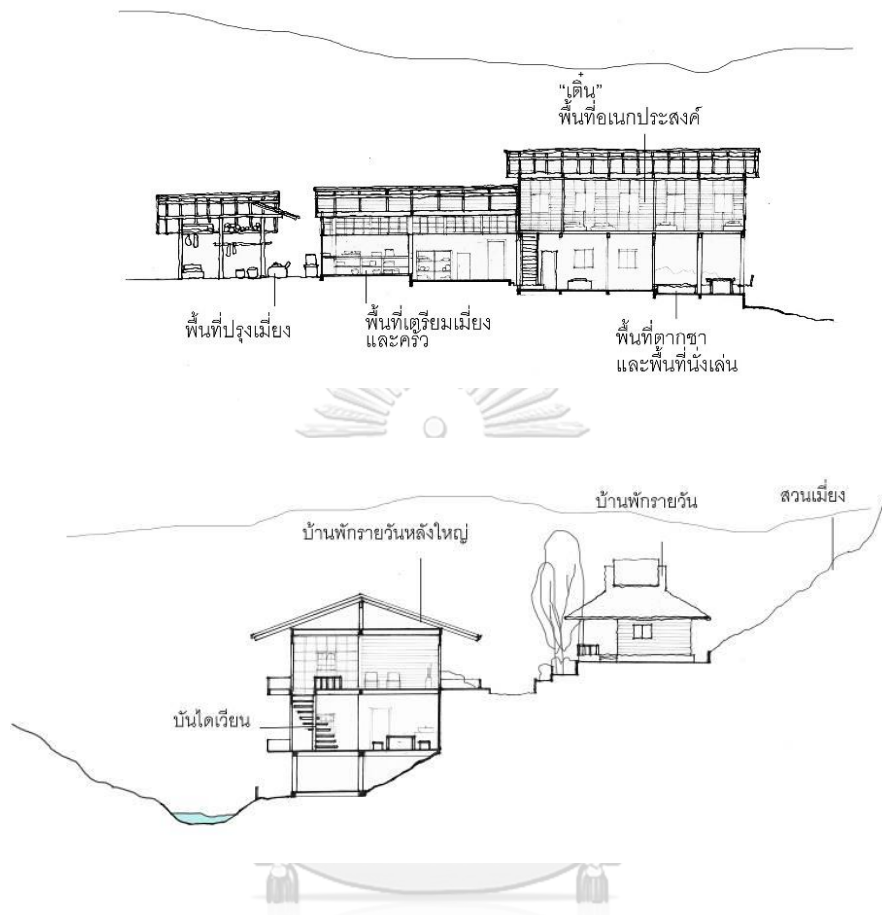 "เติ๋น"
พื้นที่อเนกประสงค์
พื้นที่ปรุงเมี่ยง
พื้นที่เตรียมเมี่ยง
และครัว
พื้นที่ตากชา
และพื้นที่นั่งเล่น
บ้านพักรายวันหลังใหญ่
บ้านพักรายวัน
สวนเมี่ยง
บันไดเวียน